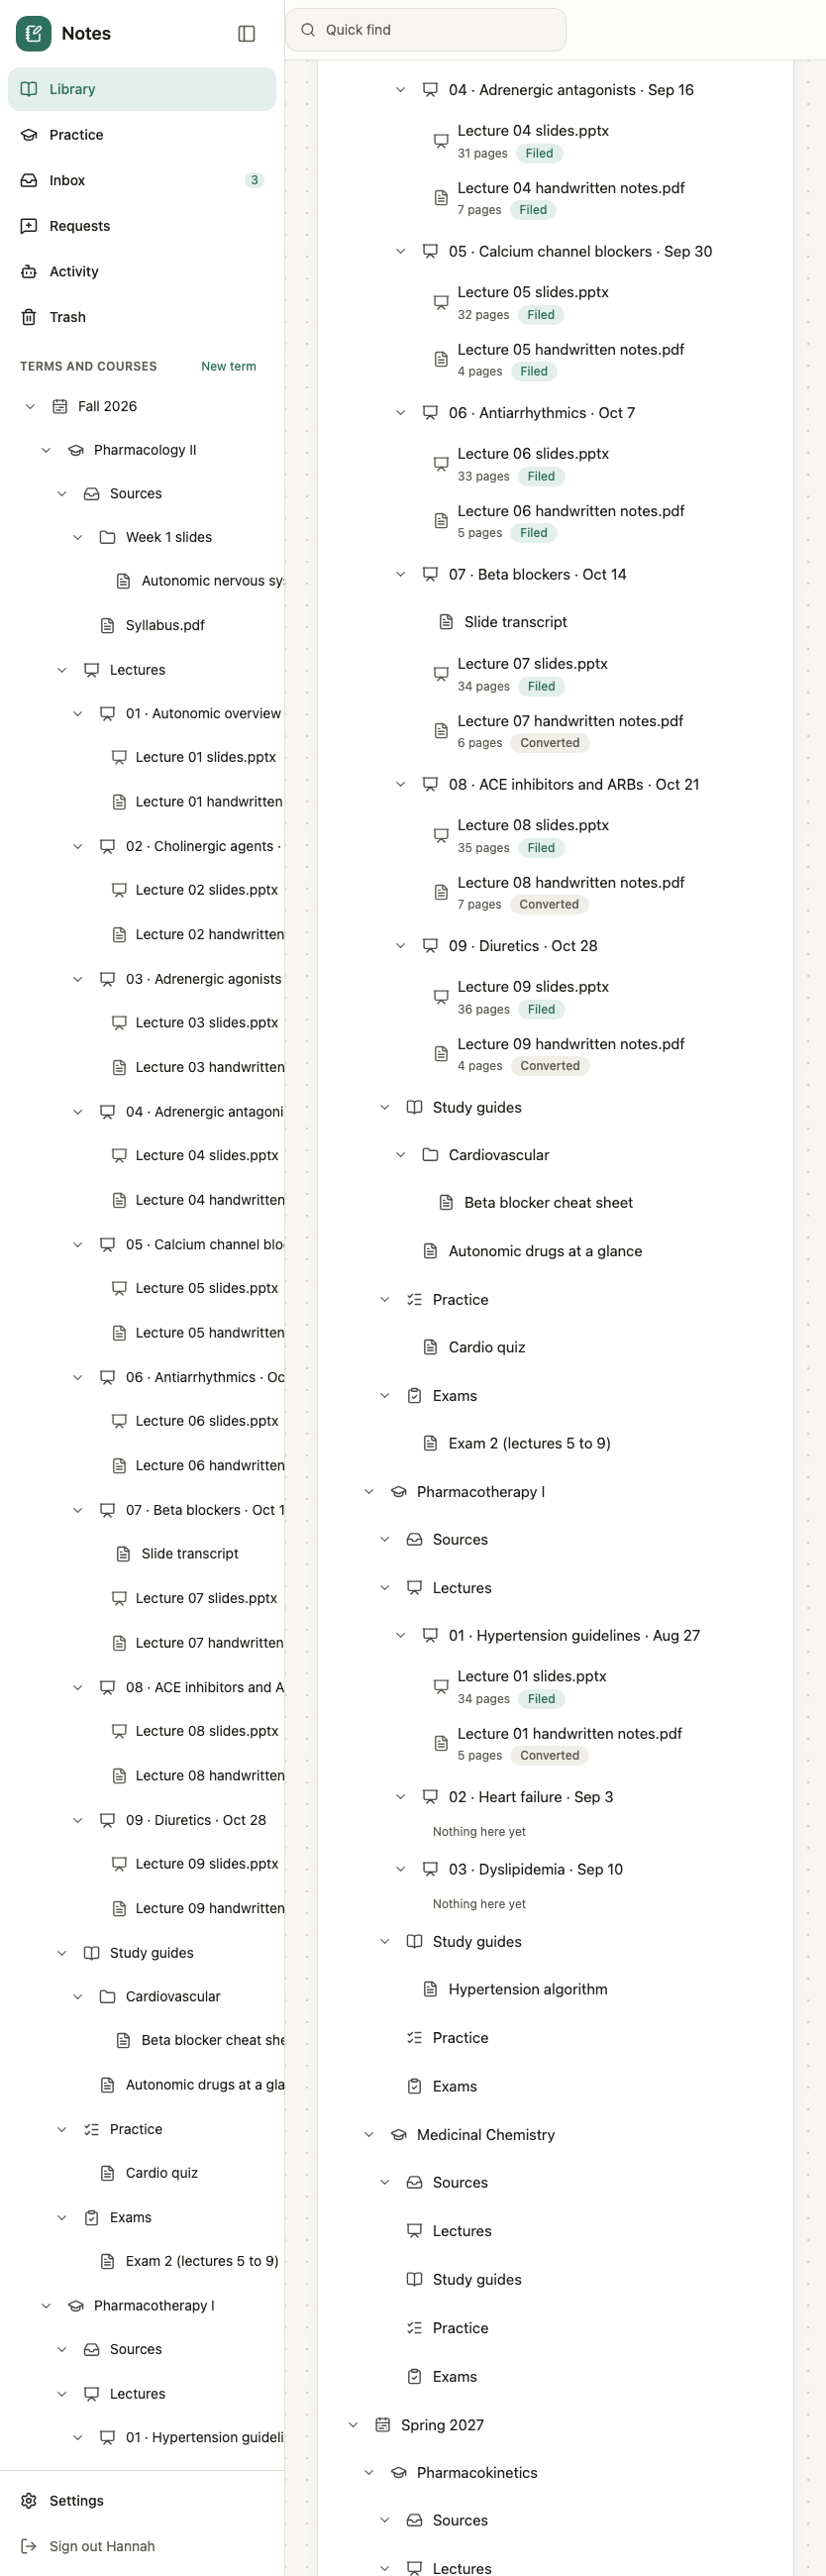 Notes
Library
Practice
Inbox
3
Requests
Activity
Trash
TERMS AND COURSES
New term
Fall 2026
Pharmacology II
Sources
Week 1 slides
Autonomic nervous
Syllabus.pdf
Lectures
01 · Autonomic overview
Lecture 01 slides.pptx
Lecture 01 handwritten
02 · Cholinergic agents ·
Lecture 02 slides.pptx
Lecture 02 handwritten
03 · Adrenergic agonists
Lecture 03 slides.pptx
Lecture 03 handwritten
04 · Adrenergic antagoni
Lecture 04 slides.pptx
Lecture 04 handwritten
05 · Calcium channel blo
Lecture 05 slides.pptx
Lecture 05 handwritten
06 · Antiarrhythmics · Oc
Lecture 06 slides.pptx
Lecture 06 handwritten
07 · Beta blockers · Oct 1
Slide transcript
Lecture 07 slides.pptx
Lecture 07 handwritten
08 · ACE inhibitors and A
Lecture 08 slides.pptx
Lecture 08 handwritten
09 · Diuretics · Oct 28
Lecture 09 slides.pptx
Lecture 09 handwritten
Study guides
Cardiovascular
Beta blocker cheat she
Autonomic drugs at a gla
Practice
Cardio quiz
Exams
Exam 2 (lectures 5 to 9)
Pharmacotherapy I
Sources
Lectures
01 · Hypertension guideli
Settings
Sign out Hannah
Quick find
04 · Adrenergic antagonists · Sep 16
Lecture 04 slides.pptx
31 pages Filed
Lecture 04 handwritten notes.pdf
7 pages Filed
05 · Calcium channel blockers · Sep 30
Lecture 05 slides.pptx
32 pages Filed
Lecture 05 handwritten notes.pdf
4 pages Filed
06 · Antiarrhythmics · Oct 7
Lecture 06 slides.pptx
33 pages Filed
Lecture 06 handwritten notes.pdf
5 pages Filed
07 · Beta blockers · Oct 14
Slide transcript
Lecture 07 slides.pptx
34 pages Filed
Lecture 07 handwritten notes.pdf
6 pages Converted
08 · ACE inhibitors and ARBs · Oct 21
Lecture 08 slides.pptx
35 pages Filed
Lecture 08 handwritten notes.pdf
7 pages Converted
09 · Diuretics · Oct 28
Lecture 09 slides.pptx
36 pages Filed
Lecture 09 handwritten notes.pdf
4 pages Converted
Study guides
Cardiovascular
Beta blocker cheat sheet
Autonomic drugs at a glance
Practice
Cardio quiz
Exams
Exam 2 (lectures 5 to 9)
Pharmacotherapy I
Sources
Lectures
01 · Hypertension guidelines · Aug 27
Lecture 01 slides.pptx
34 pages Filed
Lecture 01 handwritten notes.pdf
5 pages Converted
02 · Heart failure · Sep 3
Nothing here yet
03 · Dyslipidemia · Sep 10
Nothing here yet
Study guides
Hypertension algorithm
Practice
Exams
Medicinal Chemistry
Sources
Lectures
Study guides
Practice
Exams
Spring 2027
Pharmacokinetics
Sources
Lectures